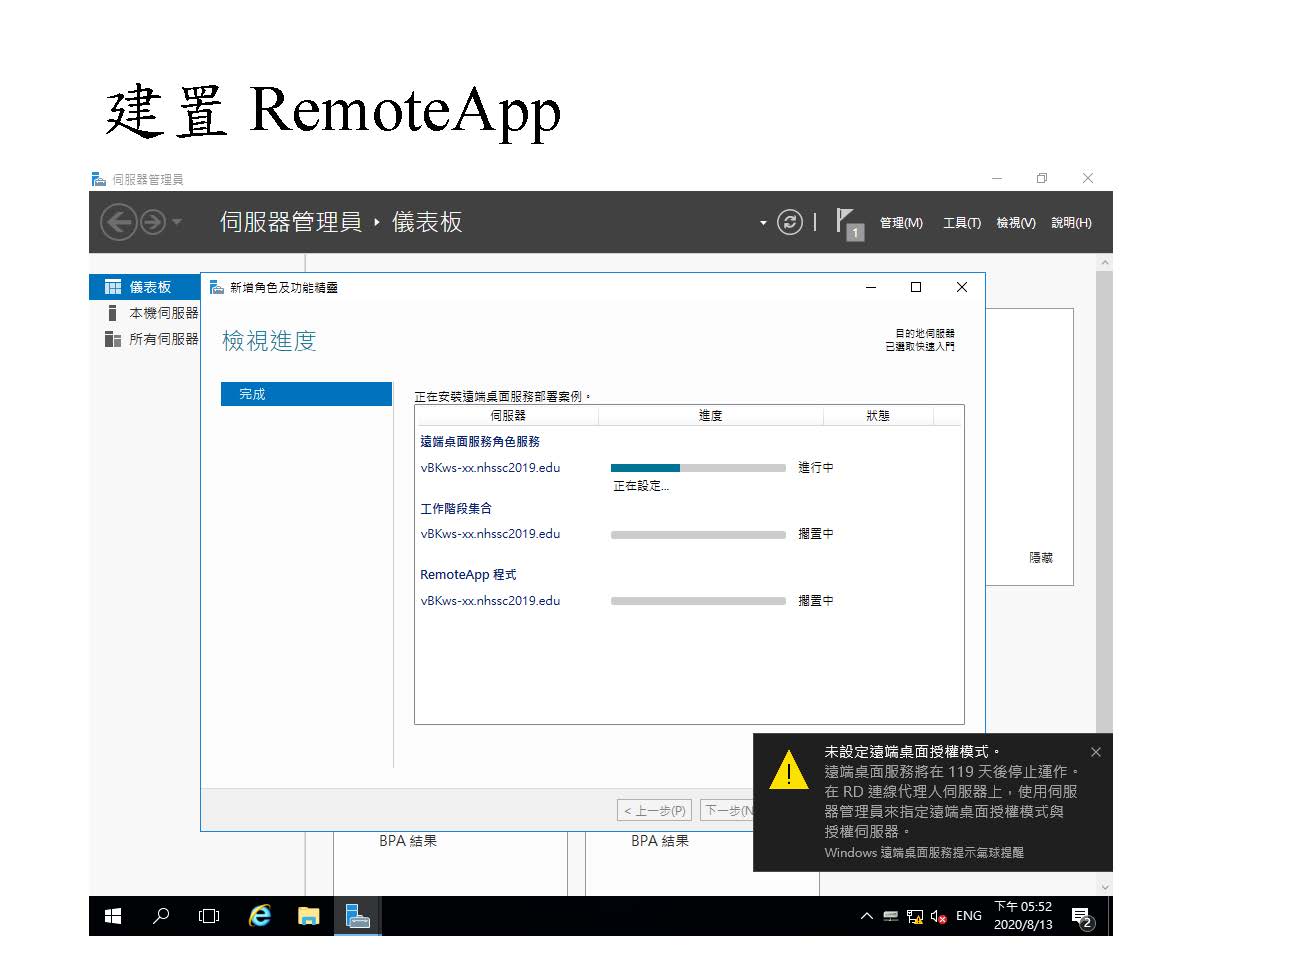 建置 RemoteApp
伺服器管理員
伺服器管理員 ‣ 儀表板
1
管理(M)
工具(T)
檢視(V)
說明(H)
儀表板
本機伺服器
所有伺服器
新增角色及功能精靈
檢視進度
目的地伺服器
已選取快速入門
完成
正在安裝遠端桌面服務部署案例。
伺服器 進度 狀態
遠端桌面服務角色服務
vBKws-xx.nhssc2019.edu 進行中
正在設定...
工作階段集合
vBKws-xx.nhssc2019.edu 擱置中
RemoteApp 程式
vBKws-xx.nhssc2019.edu 擱置中
隱藏
< 上一步(P)
下一步(N
未設定遠端桌面授權模式。
遠端桌面服務將在 119 天後停止運作。
在 RD 連線代理人伺服器上，使用伺服
器管理員來指定遠端桌面授權模式與
授權伺服器。
Windows 遠端桌面服務提示氣球提醒
BPA 結果
BPA 結果
ENG
下午 05:52
2020/8/13
2